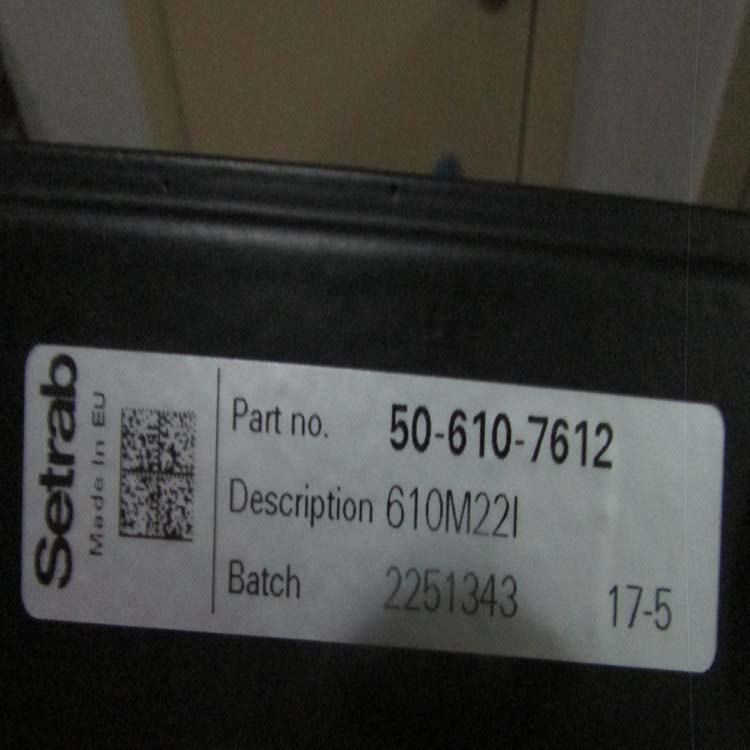 Setrab
Made In EU
Part no. 50-610-7612
Description 610M22I
Batch 2251343 17-5